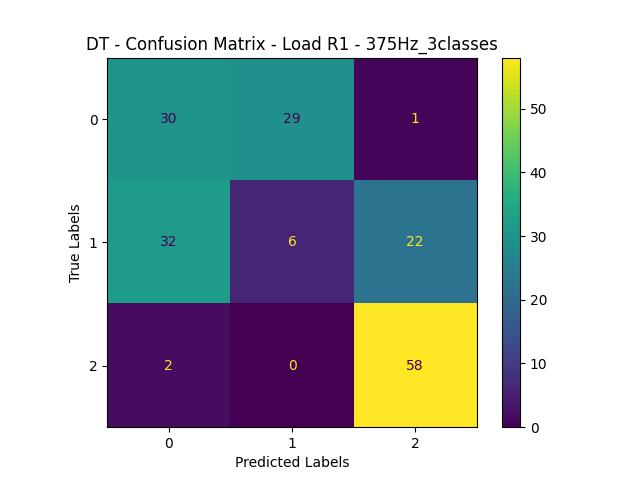 DT - Confusion Matrix - Load R1 - 375Hz_3classes
0 30 29 1
1 32 6 22
2 2 0 58
0 1 2
True Labels
Predicted Labels
50
40
30
20
10
0